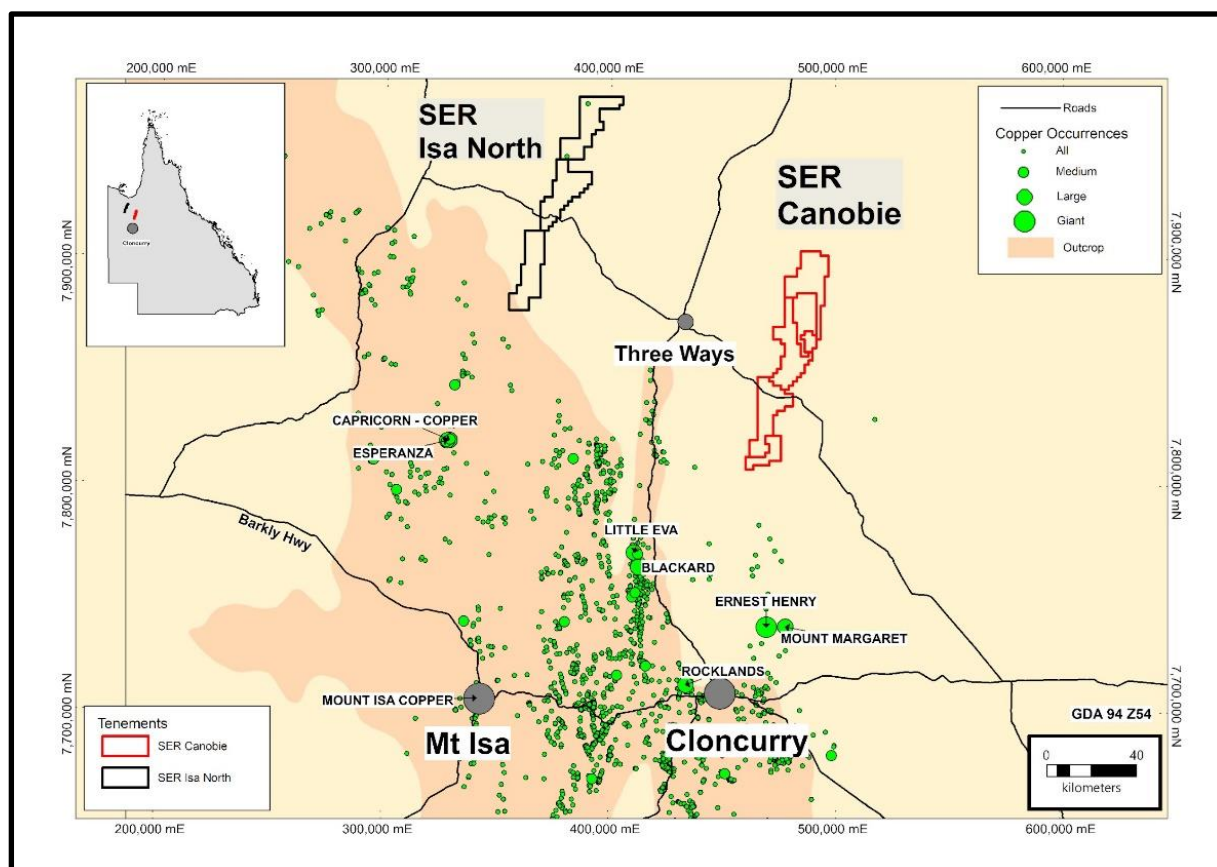 200,000 mE
300,000 mE
400,000 mE
500,000 mE
600,000 mE
SER
Isa North
SER
Canobie
Roads
Copper Occurrences
All
Medium
Large
Giant
Outcrop
Cloncurry
7,900,000 mN
7,900,000 mN
Three Ways
CAPRICORN - COPPER
ESPERANZA
7,800,000 mN
7,800,000 mN
Barkly Hwy
LITTLE EVA
BLACKARD
ERNEST HENRY
MOUNT MARGARET
ROCKLANDS
MOUNT ISA COPPER
7,700,000 mN
7,700,000 mN
Mt Isa
Cloncurry
GDA 94 Z54
Tenements
SER Canobie
SER Isa North
0 40
kilometers
200,000 mE
300,000 mE
400,000 mE
500,000 mE
600,000 mE